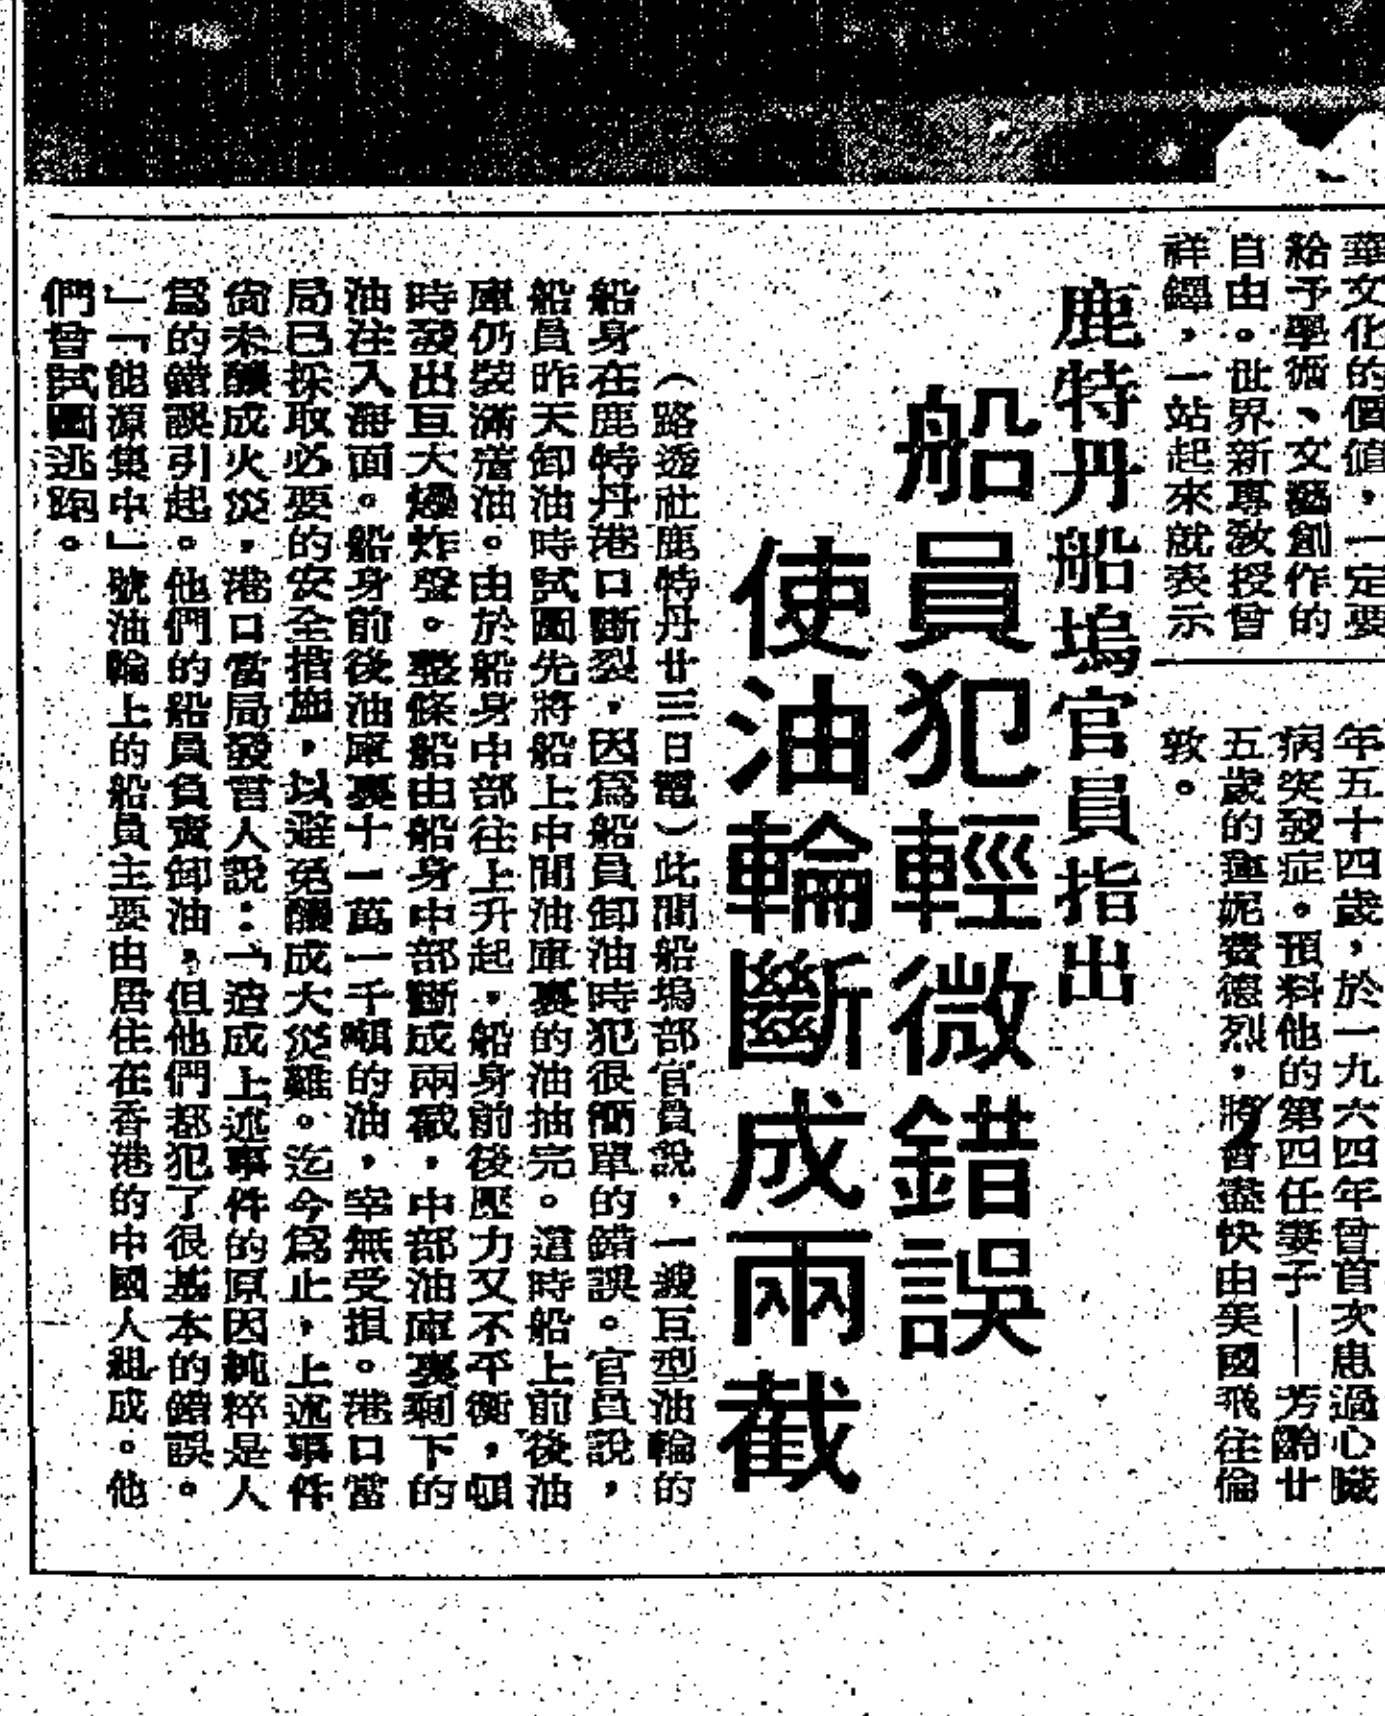 華文化的價值，一定要
給予學術、文藝創作的
自由。世界新專教授曾
祥鐸，一站起來就表示
年五十四歲，於一九六四年曾首次患過心臟
病突發症。預料他的第四任妻子——芳齡廿
五歲的蓮妮費德烈，將會盡快由美國飛往倫
敦。
鹿特丹船塢官員指出
船員犯輕微錯誤
使油輪斷成兩截
（路透社鹿特丹廿三日電）此間船塢部官員說，一艘巨型油輪的
船身在鹿特丹港口斷裂，因爲船員卸油時犯很簡單的錯誤。官員說，
船員昨天卸油時試圖先將船上中間油庫裏的油抽完。這時船上前後油
庫仍裝滿着油。由於船身中部往上升起，船身前後壓力又不平衡，頓
時發出巨大爆炸聲。整條船由船身中部斷成兩截，中部油庫裏剩下的
油注入海面。船身前後油庫裏十一萬一千噸的油，幸無受損。港口當
局已採取必要的安全措施，以避免釀成大災難。迄今爲止，上述事件
尚未釀成火災，港口當局發言人說：「造成上述事件的原因純粹是人
爲的錯誤引起。他們的船員負責卸油，但他們都犯了很基本的錯誤。
」「能源集中」號油輪上的船員主要由居住在香港的中國人組成。他
們曾試圖逃跑。